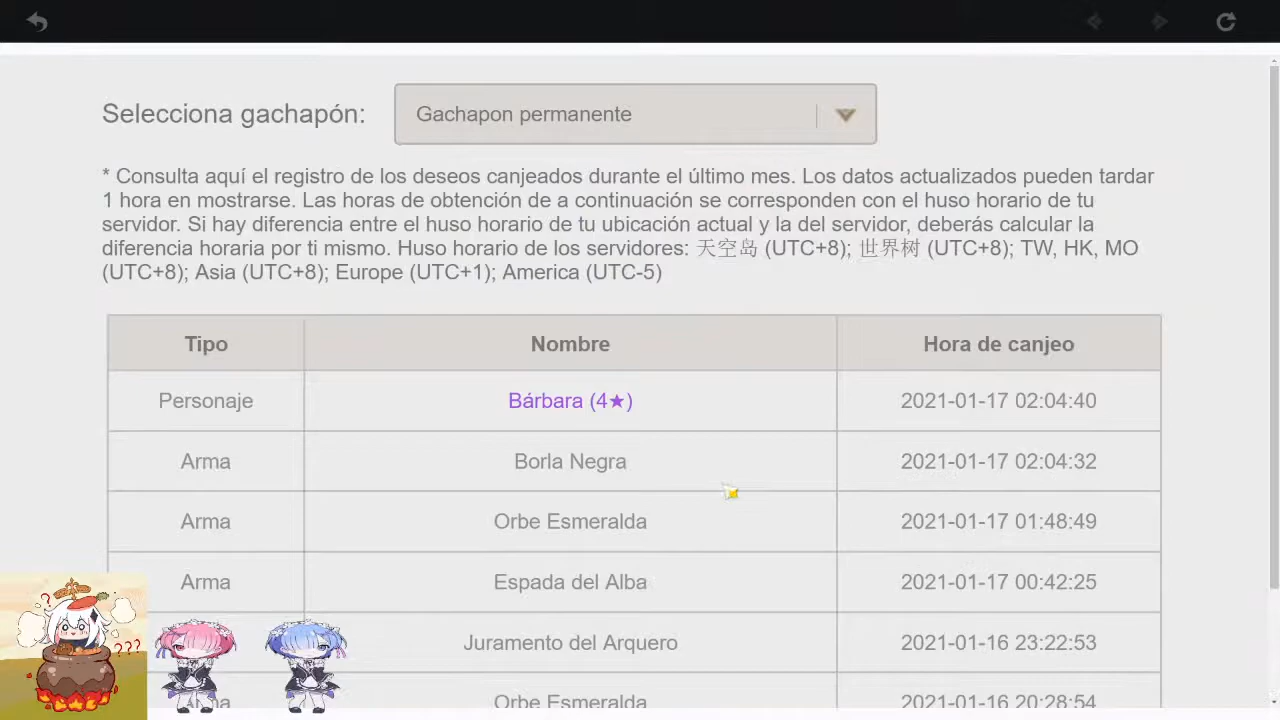 Selecciona gachapón:
Gachapon permanente
* Consulta aquí el registro de los deseos canjeados durante el último mes. Los datos actualizados pueden tardar
1 hora en mostrarse. Las horas de obtención de a continuación se corresponden con el huso horario de tu
servidor. Si hay diferencia entre el huso horario de tu ubicación actual y la del servidor, deberás calcular la
diferencia horaria por ti mismo. Huso horario de los servidores: 天空岛 (UTC+8); 世界树 (UTC+8); TW, HK, MO
(UTC+8); Asia (UTC+8); Europe (UTC+1); America (UTC-5)
Tipo Nombre Hora de canjeo
Personaje Bárbara (4★) 2021-01-17 02:04:40
Arma Borla Negra 2021-01-17 02:04:32
Arma Orbe Esmeralda 2021-01-17 01:48:49
Arma Espada del Alba 2021-01-17 00:42:25
Juramento del Arquero 2021-01-16 23:22:53
Orbe Esmeralda 2021-01-16 20:28:54
? ???